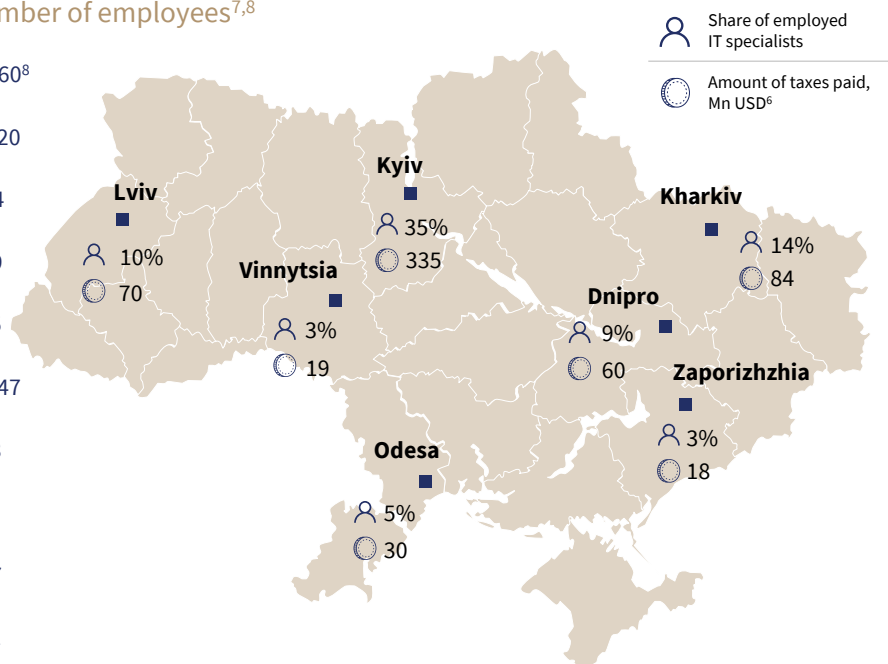 mber of employees7,8
Share of employed
IT specialists
Amount of taxes paid,
Mn USD6
608
20
47
Kyiv
35%
335
Lviv
10%
70
Kharkiv
14%
84
Vinnytsia
3%
19
Dnipro
9%
60
Zaporizhzhia
3%
18
Odesa
5%
30